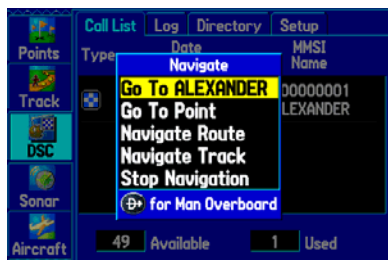 Call List Log Directory Setup
Points
Track
DSC
Sonar
Aircraft
Type Date MMSI
Name
00000001
LEXANDER
Navigate
Go To ALEXANDER
Go To Point
Navigate Route
Navigate Track
Stop Navigation
for Man Overboard
49 Available 1 Used